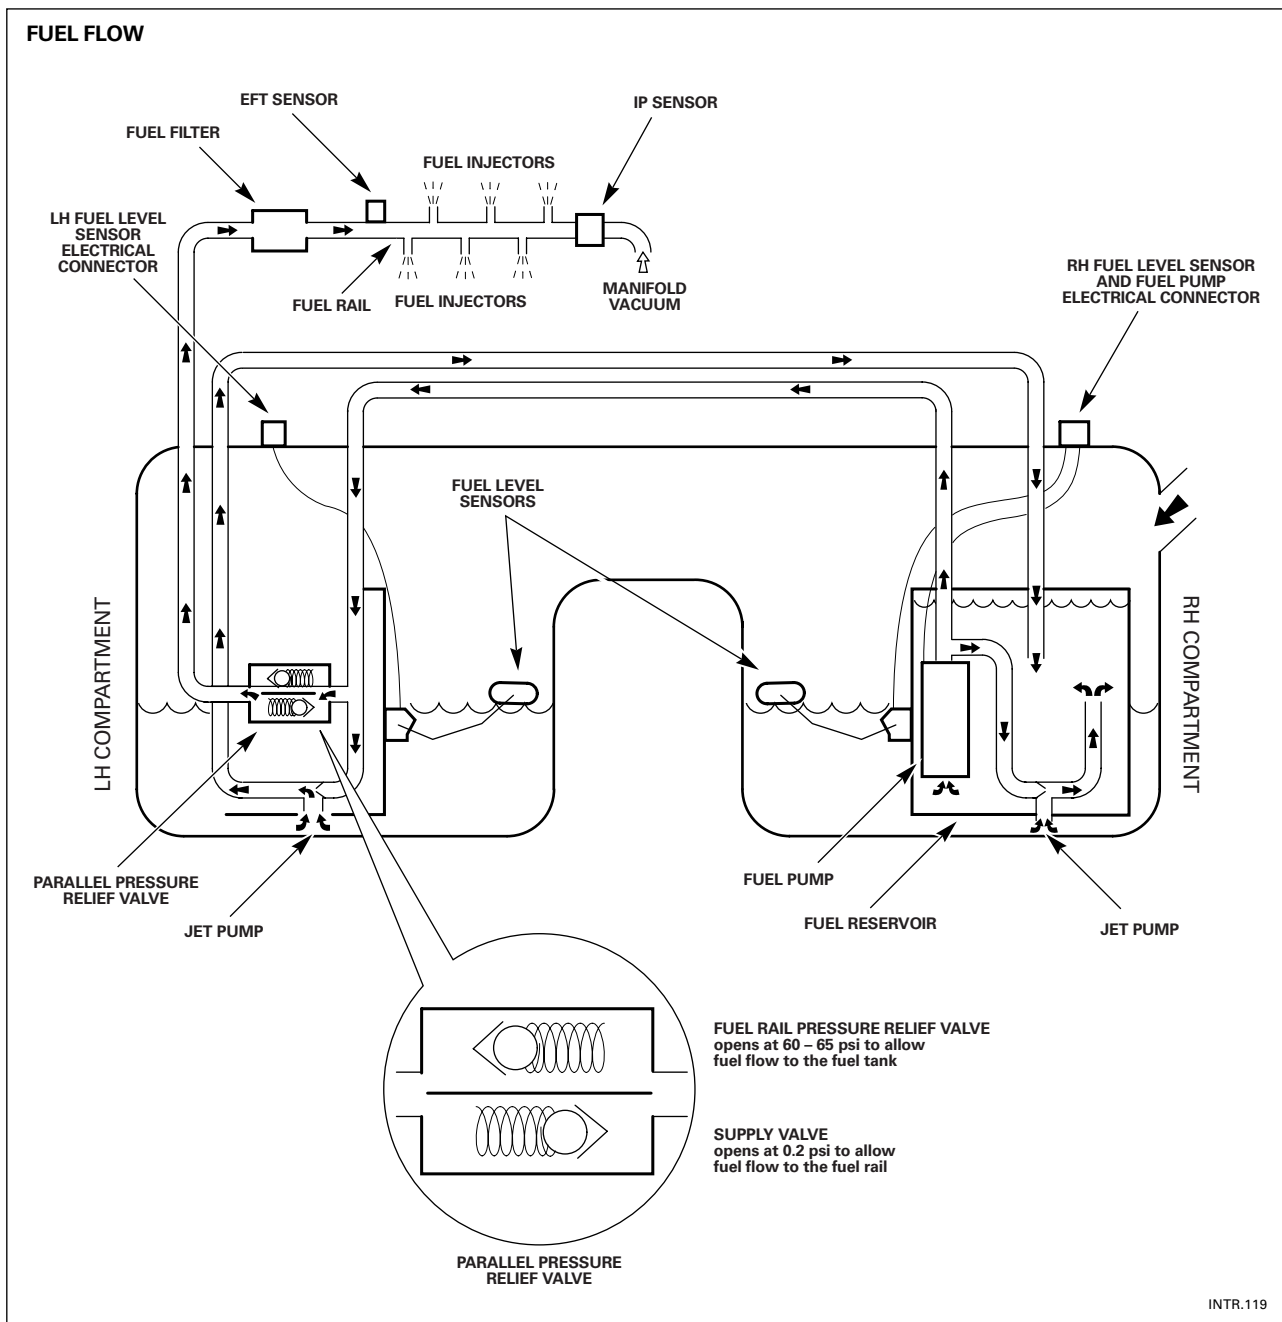 FUEL FLOW
EFT SENSOR
IP SENSOR
FUEL FILTER
FUEL INJECTORS
LH FUEL LEVEL
SENSOR
ELECTRICAL
CONNECTOR
RH FUEL LEVEL SENSOR
AND FUEL PUMP
ELECTRICAL CONNECTOR
FUEL RAIL
FUEL INJECTORS
MANIFOLD
VACUUM
FUEL LEVEL
SENSORS
LH COMPARTMENT
RH COMPARTMENT
PARALLEL PRESSURE
RELIEF VALVE
JET PUMP
FUEL PUMP
FUEL RESERVOIR
JET PUMP
FUEL RAIL PRESSURE RELIEF VALVE
opens at 60 – 65 psi to allow
fuel flow to the fuel tank
SUPPLY VALVE
opens at 0.2 psi to allow
fuel flow to the fuel rail
PARALLEL PRESSURE
RELIEF VALVE
INTR.119